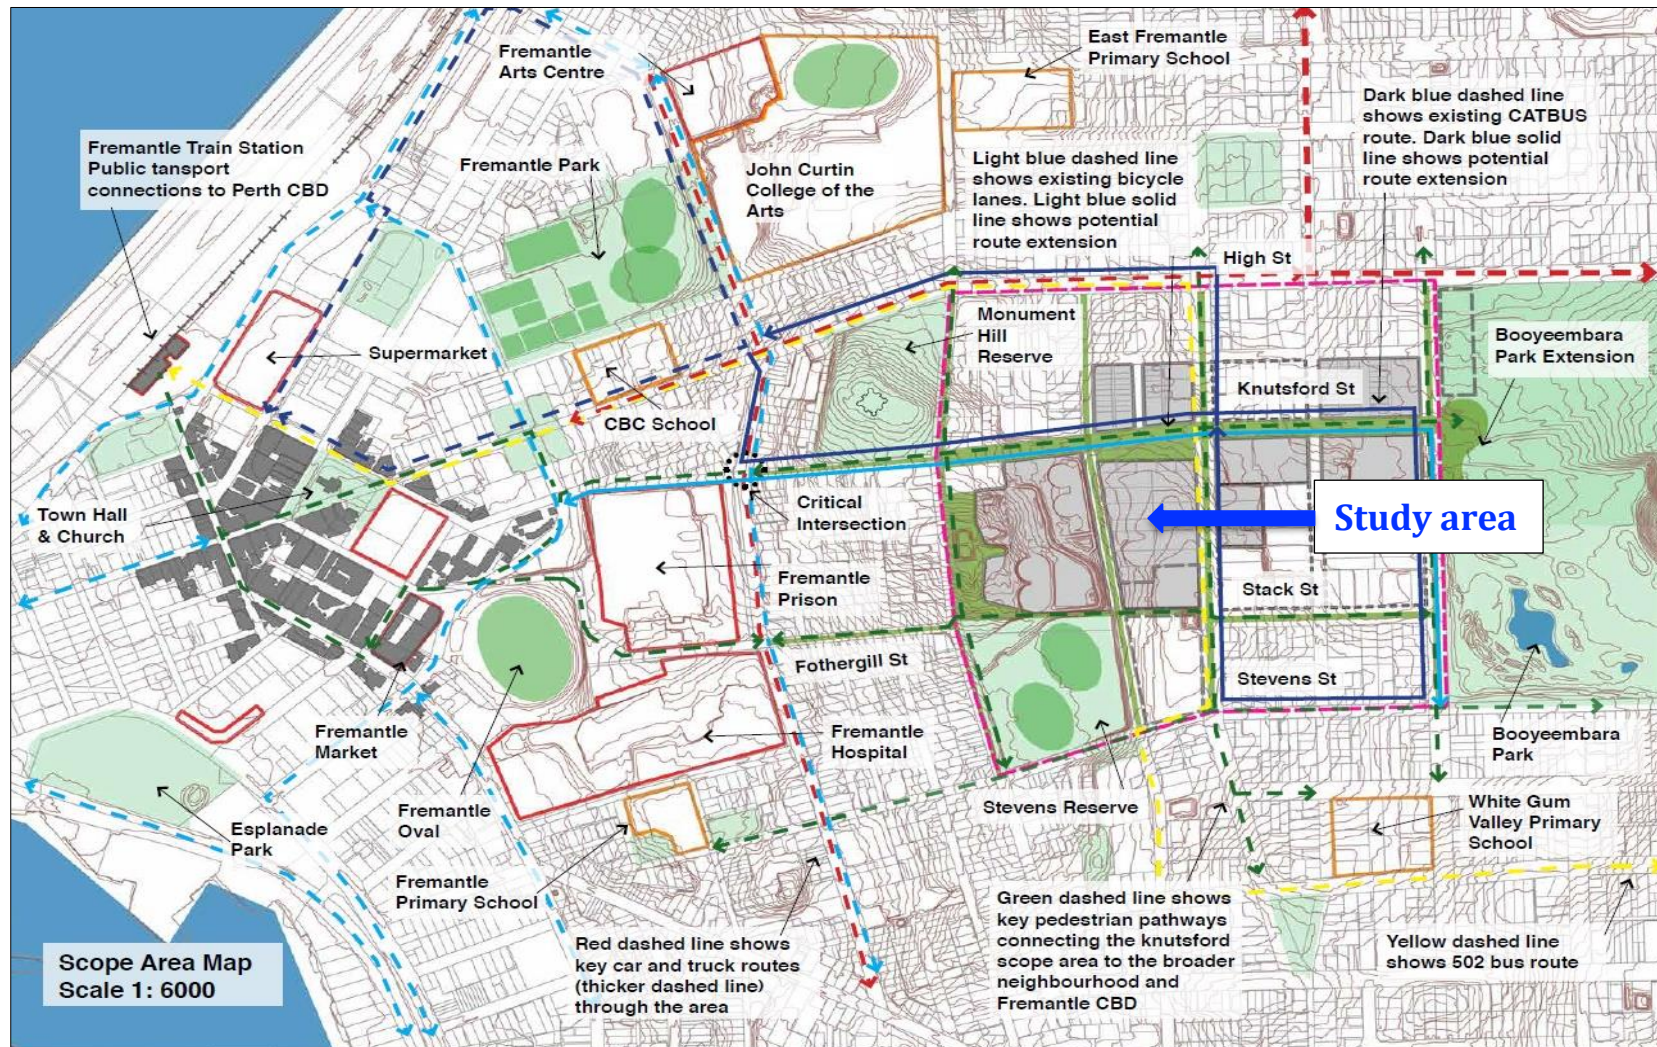 Fremantle
Arts Centre
East Fremantle
Primary School
Dark blue dashed line
shows existing CATBUS
route. Dark blue solid
line shows potential
route extension
Fremantle Train Station
Public tansport
connections to Perth CBD
Fremantle Park
John Curtin
College of the
Arts
Light blue dashed line
shows existing bicycle
lanes. Light blue solid
line shows potential
route extension
High St
Monument
Hill
Reserve
Booyeembara
Park Extension
Supermarket
Knutsford St
CBC School
Town Hall
& Church
Critical
Intersection
Study area
Fremantle
Prison
Stack St
Fothergill St
Stevens St
Fremantle
Market
Fremantle
Hospital
Booyeembara
Park
Stevens Reserve
White Gum
Valley Primary
School
Esplanade
Park
Fremantle
Oval
Fremantle
Primary School
Red dashed line shows
key car and truck routes
(thicker dashed line)
through the area
Green dashed line shows
key pedestrian pathways
connecting the knutsford
scope area to the broader
neighbourhood and
Fremantle CBD
Yellow dashed line
shows 502 bus route
Scope Area Map
Scale 1: 6000